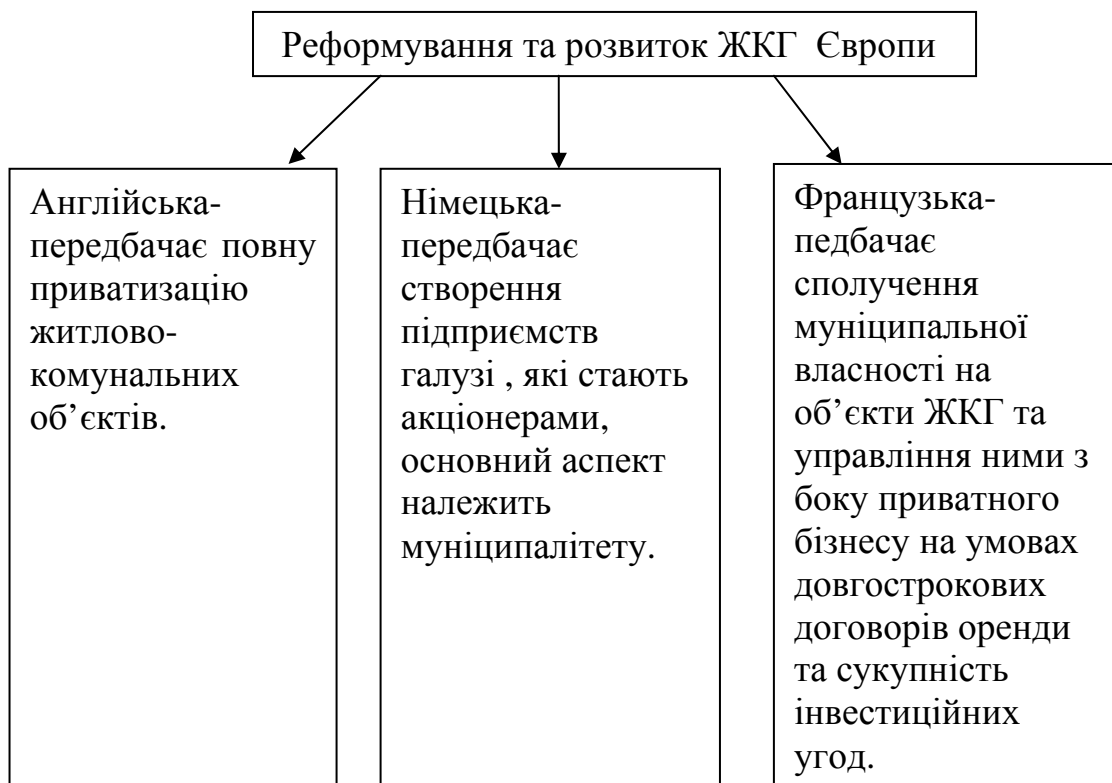 Реформування та розвиток ЖКГ Європи
Англійська-
передбачає повну
приватизацію
житлово-
комунальних
об’єктів.
Німецька-
передбачає
створення
підприємств
галузі , які стають
акціонерами,
основний аспект
належить
муніципалітету.
Французька-
педбачає
сполучення
муніципальної
власності на
об’єкти ЖКГ та
управління ними з
боку приватного
бізнесу на умовах
довгострокових
договорів оренди
та сукупність
інвестиційних
угод.